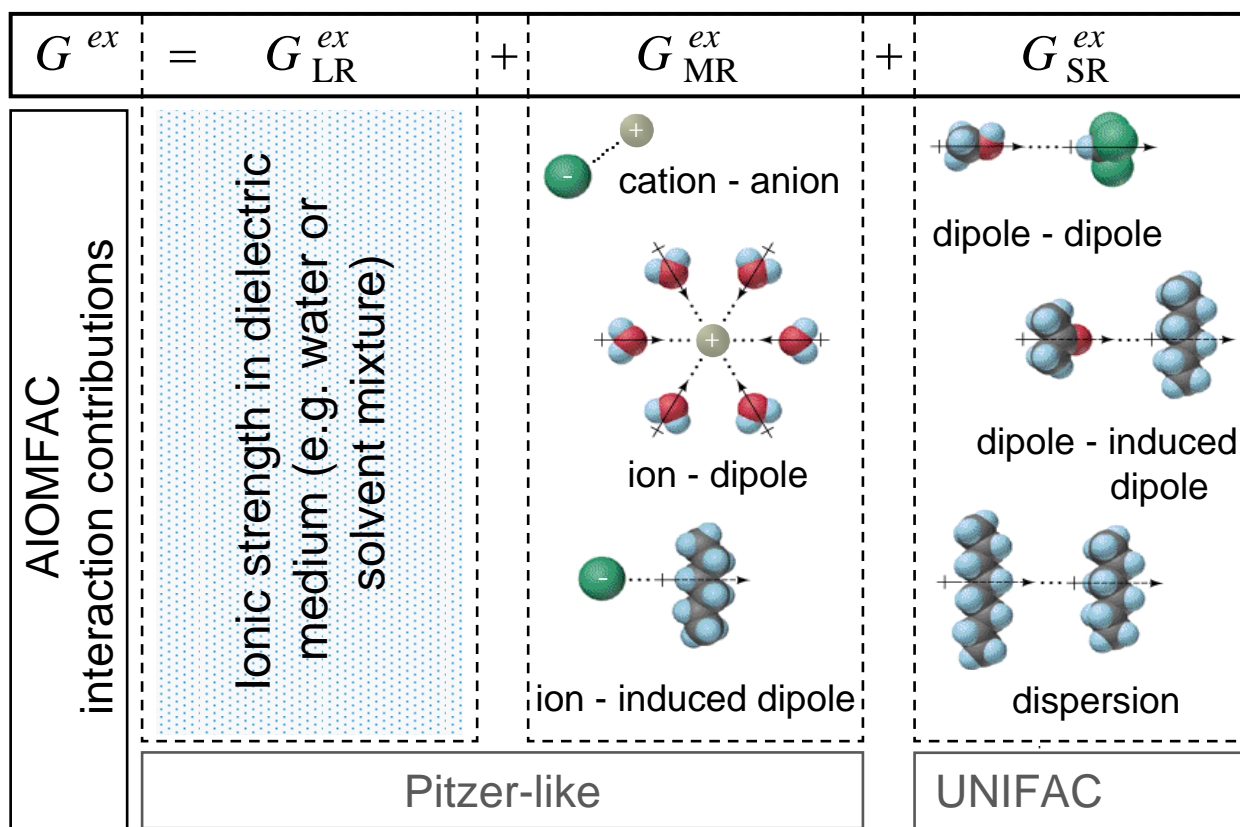 G ex = G ex LR + G ex MR + G ex SR
AIOMFAC
interaction contributions
Ionic strength in dielectric
medium (e.g. water or
solvent mixture)
+
-
cation - anion
+
ion - dipole
-
ion - induced dipole
dipole - dipole
dipole - induced
dipole
dispersion
Pitzer-like
UNIFAC